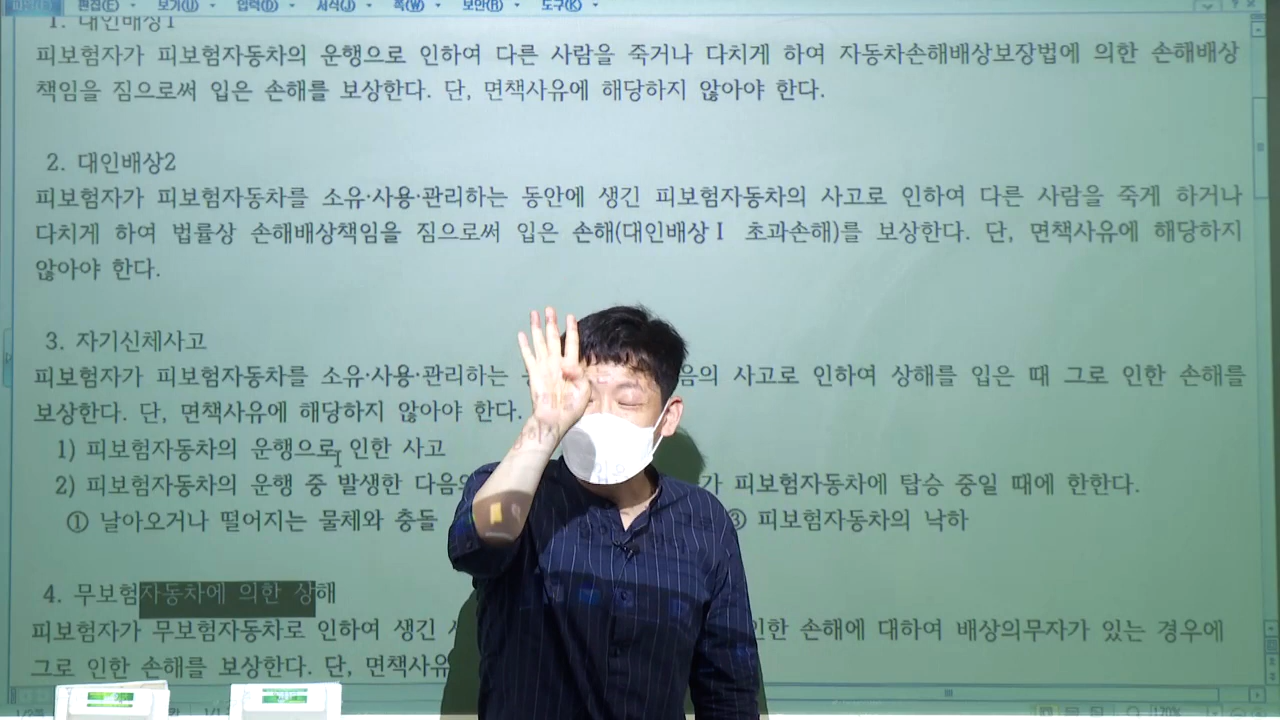 편집(E) 보기(U) 입력(D) 서식(J) 쪽(W) 보안(R) 도구(K)
1. 대인배상1
피보험자가 피보험자동차의 운행으로 인하여 다른 사람을 죽거나 다치게 하여 자동차손해배상보장법에 의한 손해배상
책임을 짐으로써 입은 손해를 보상한다. 단, 면책사유에 해당하지 않아야 한다.
2. 대인배상2
피보험자가 피보험자동차를 소유·사용·관리하는 동안에 생긴 피보험자동차의 사고로 인하여 다른 사람을 죽게 하거나
다치게 하여 법률상 손해배상책임을 짐으로써 입은 손해(대인배상Ⅰ 초과손해)를 보상한다. 단, 면책사유에 해당하지
않아야 한다.
3. 자기신체사고
피보험자가 피보험자동차를 소유·사용·관리하는 음의 사고로 인하여 상해를 입은 때 그로 인한 손해를
보상한다. 단, 면책사유에 해당하지 않아야 한다.
1) 피보험자동차의 운행으로 인한 사고
2) 피보험자동차의 운행 중 발생한 다음의 가 피보험자동차에 탑승 중일 때에 한한다.
① 날아오거나 떨어지는 물체와 충돌 ③ 피보험자동차의 낙하
4. 무보험자동차에 의한 상해
피보험자가 무보험자동차로 인하여 생긴 인한 손해에 대하여 배상의무자가 있는 경우에
그로 인한 손해를 보상한다. 단, 면책사유